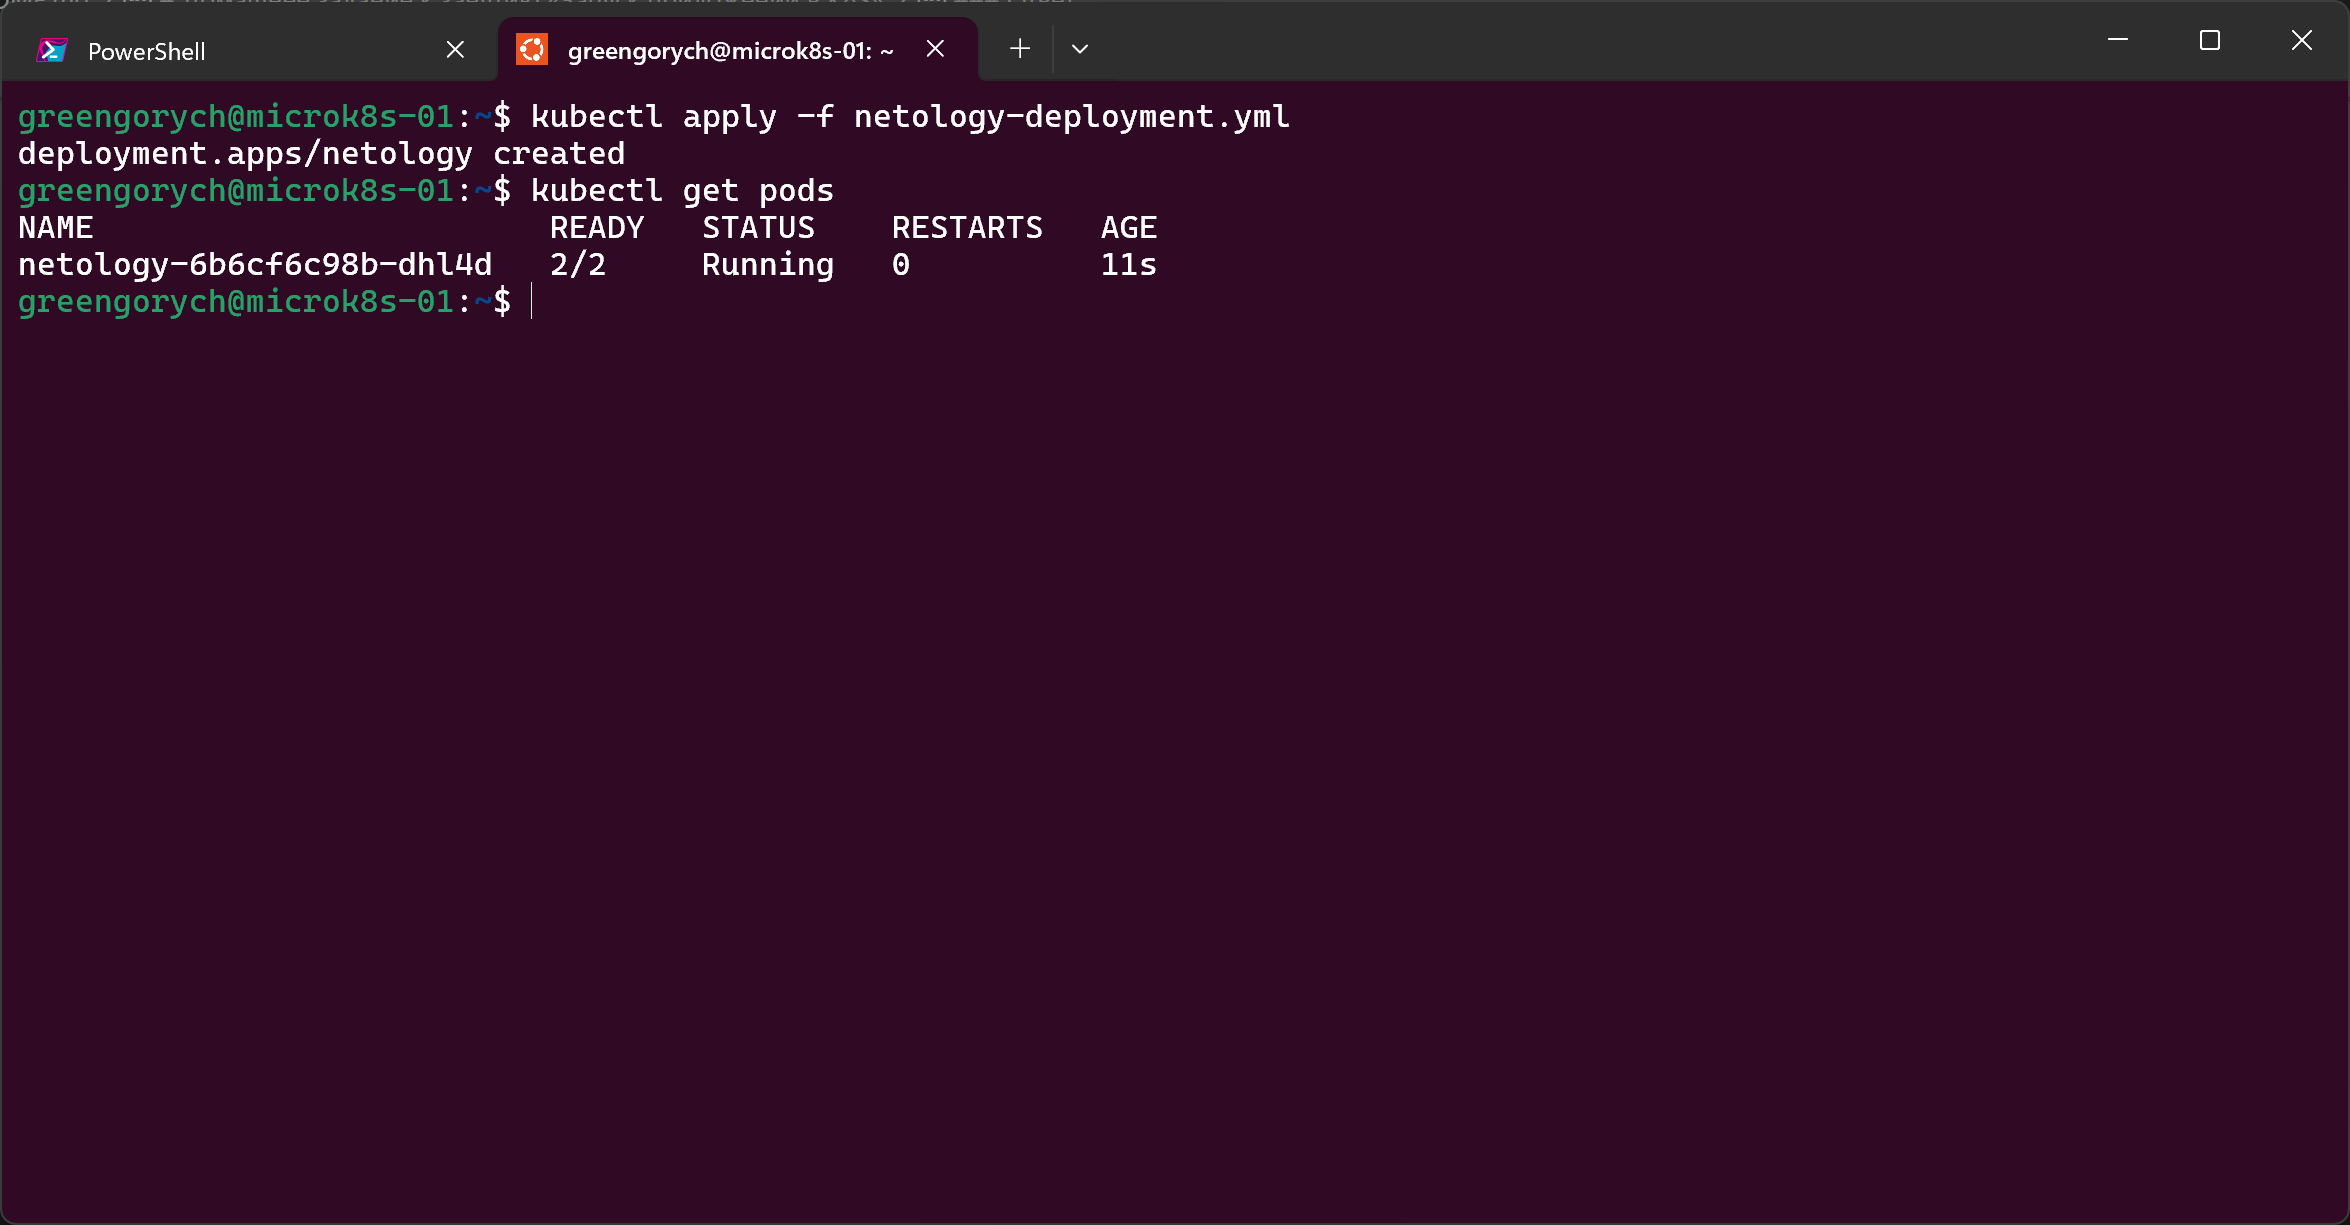 PowerShell
greengorych@microk8s-01: ~
greengorych@microk8s-01:~$ kubectl apply -f netology-deployment.yml
deployment.apps/netology created
greengorych@microk8s-01:~$ kubectl get pods
NAME READY STATUS RESTARTS AGE
netology-6b6cf6c98b-dhl4d 2/2 Running 0 11s
greengorych@microk8s-01:~$